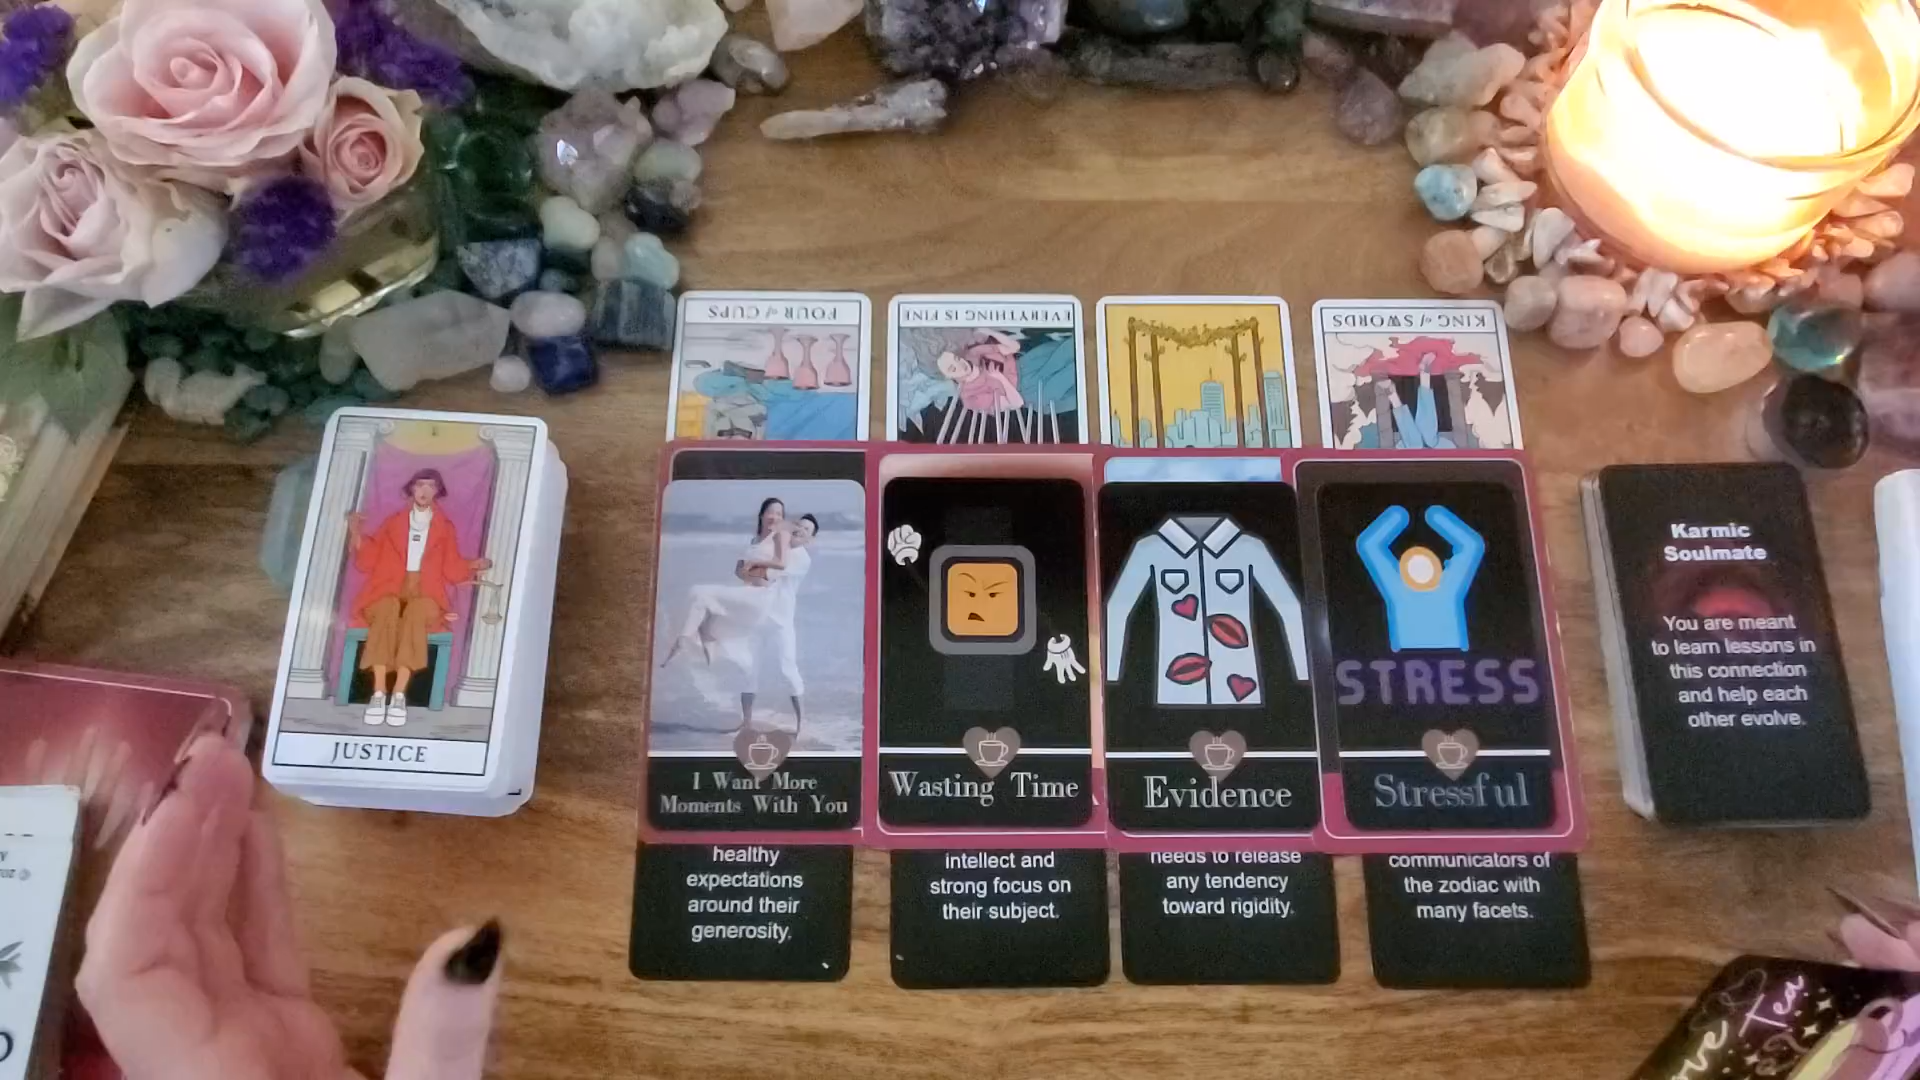 FOUR of CUPS
EVERYTHING IS FINE
KING of SWORDS
JUSTICE
I Want More
Moments With You
Wasting Time
Evidence
STRESS
Stressful
Karmic
Soulmate
You are meant
to learn lessons in
this connection
and help each
other evolve.
healthy
expectations
around their
generosity.
intellect and
strong focus on
their subject.
needs to release
any tendency
toward rigidity.
communicators of
the zodiac with
many facets.
Tea